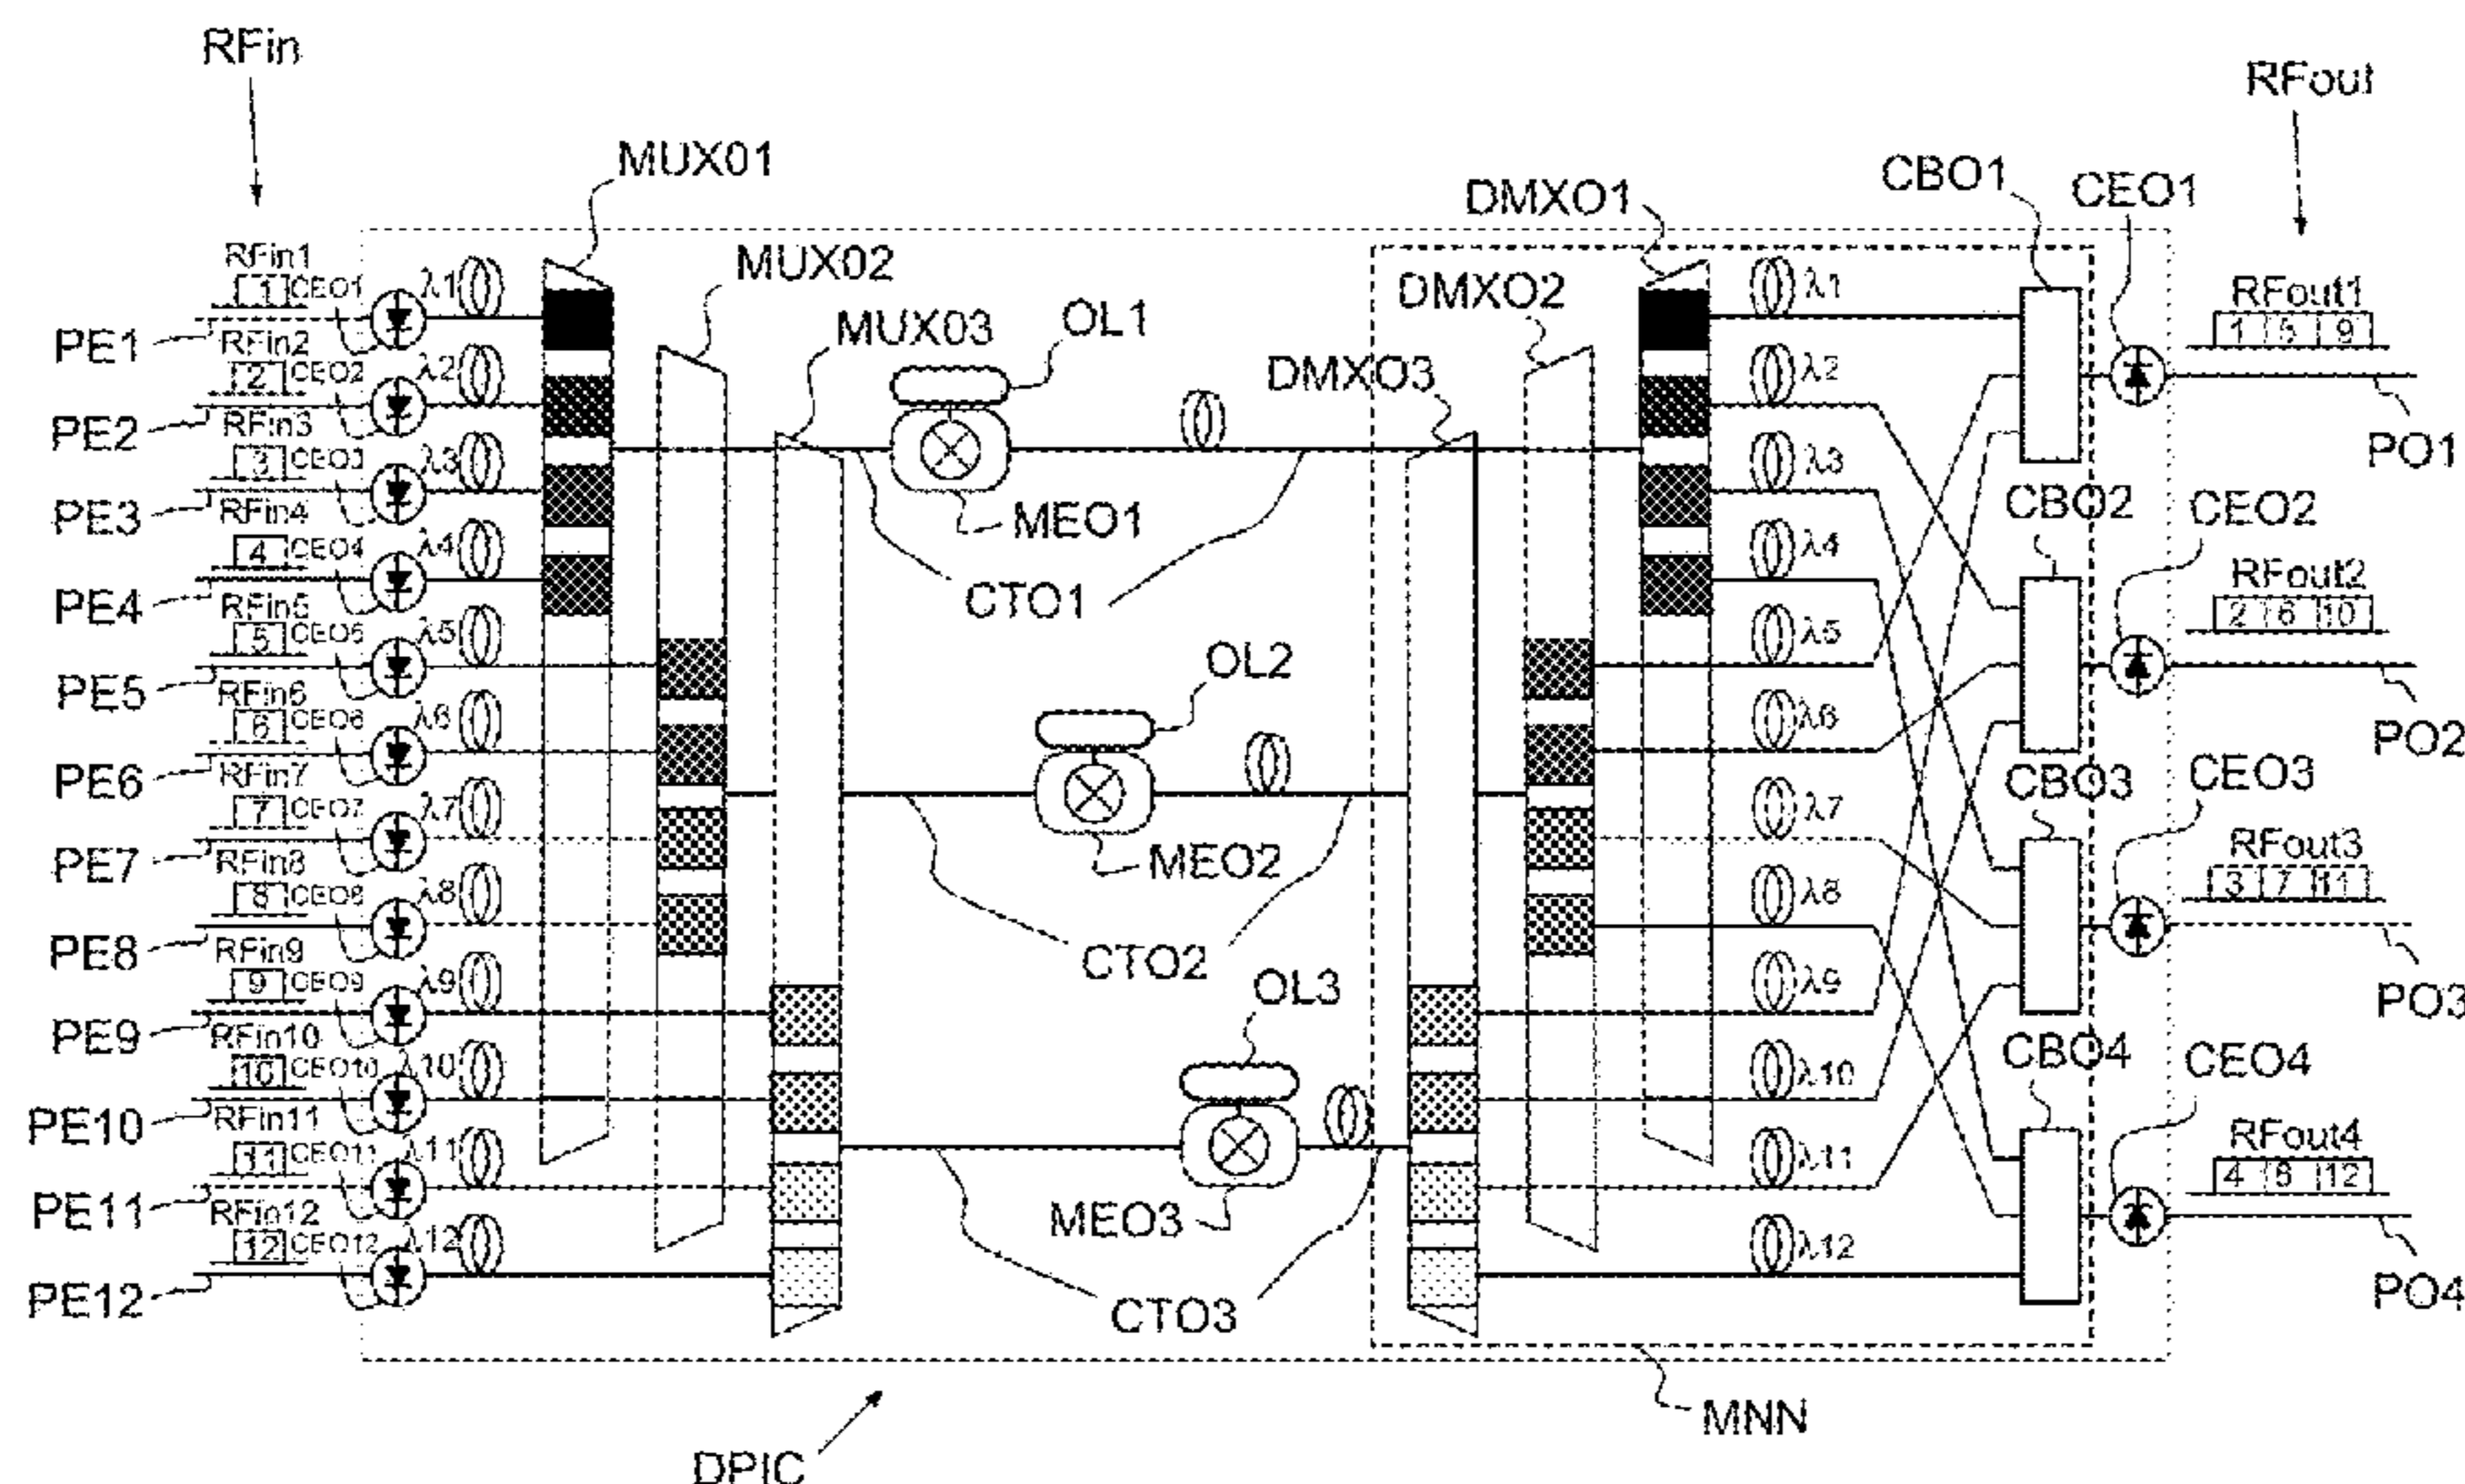 RFin
RFout
MUX01
MUX02
MUX03
OL1
DMXO1
DMXO2
DMXO3
CBO1
CEO1
RFin1
1
CEO1
λ1
PE1
RFin2
2
CEO2
λ2
PE2
RFin3
3
CEO3
λ3
PE3
RFin4
4
CEO4
λ4
PE4
RFin5
5
CEO5
λ5
PE5
RFin6
6
CEO6
λ6
PE6
RFin7
7
CEO7
λ7
PE7
RFin8
8
CEO8
λ8
PE8
RFin9
9
CEO9
λ9
PE9
RFin10
10
CEO10
λ10
PE10
RFin11
11
CEO11
λ11
PE11
RFin12
12
CEO12
λ12
PE12
MEO1
CTO1
OL2
MEO2
CTO2
OL3
MEO3
CTO3
λ1
λ2
λ3
λ4
λ5
λ6
λ7
λ8
λ9
λ10
λ11
λ12
RFout1
1 5 9
PO1
CBO2
CEO2
RFout2
2 6 10
PO2
CBO3
CEO3
RFout3
3 7 11
PO3
CBO4
CEO4
RFout4
4 8 12
PO4
MNN
DPIC